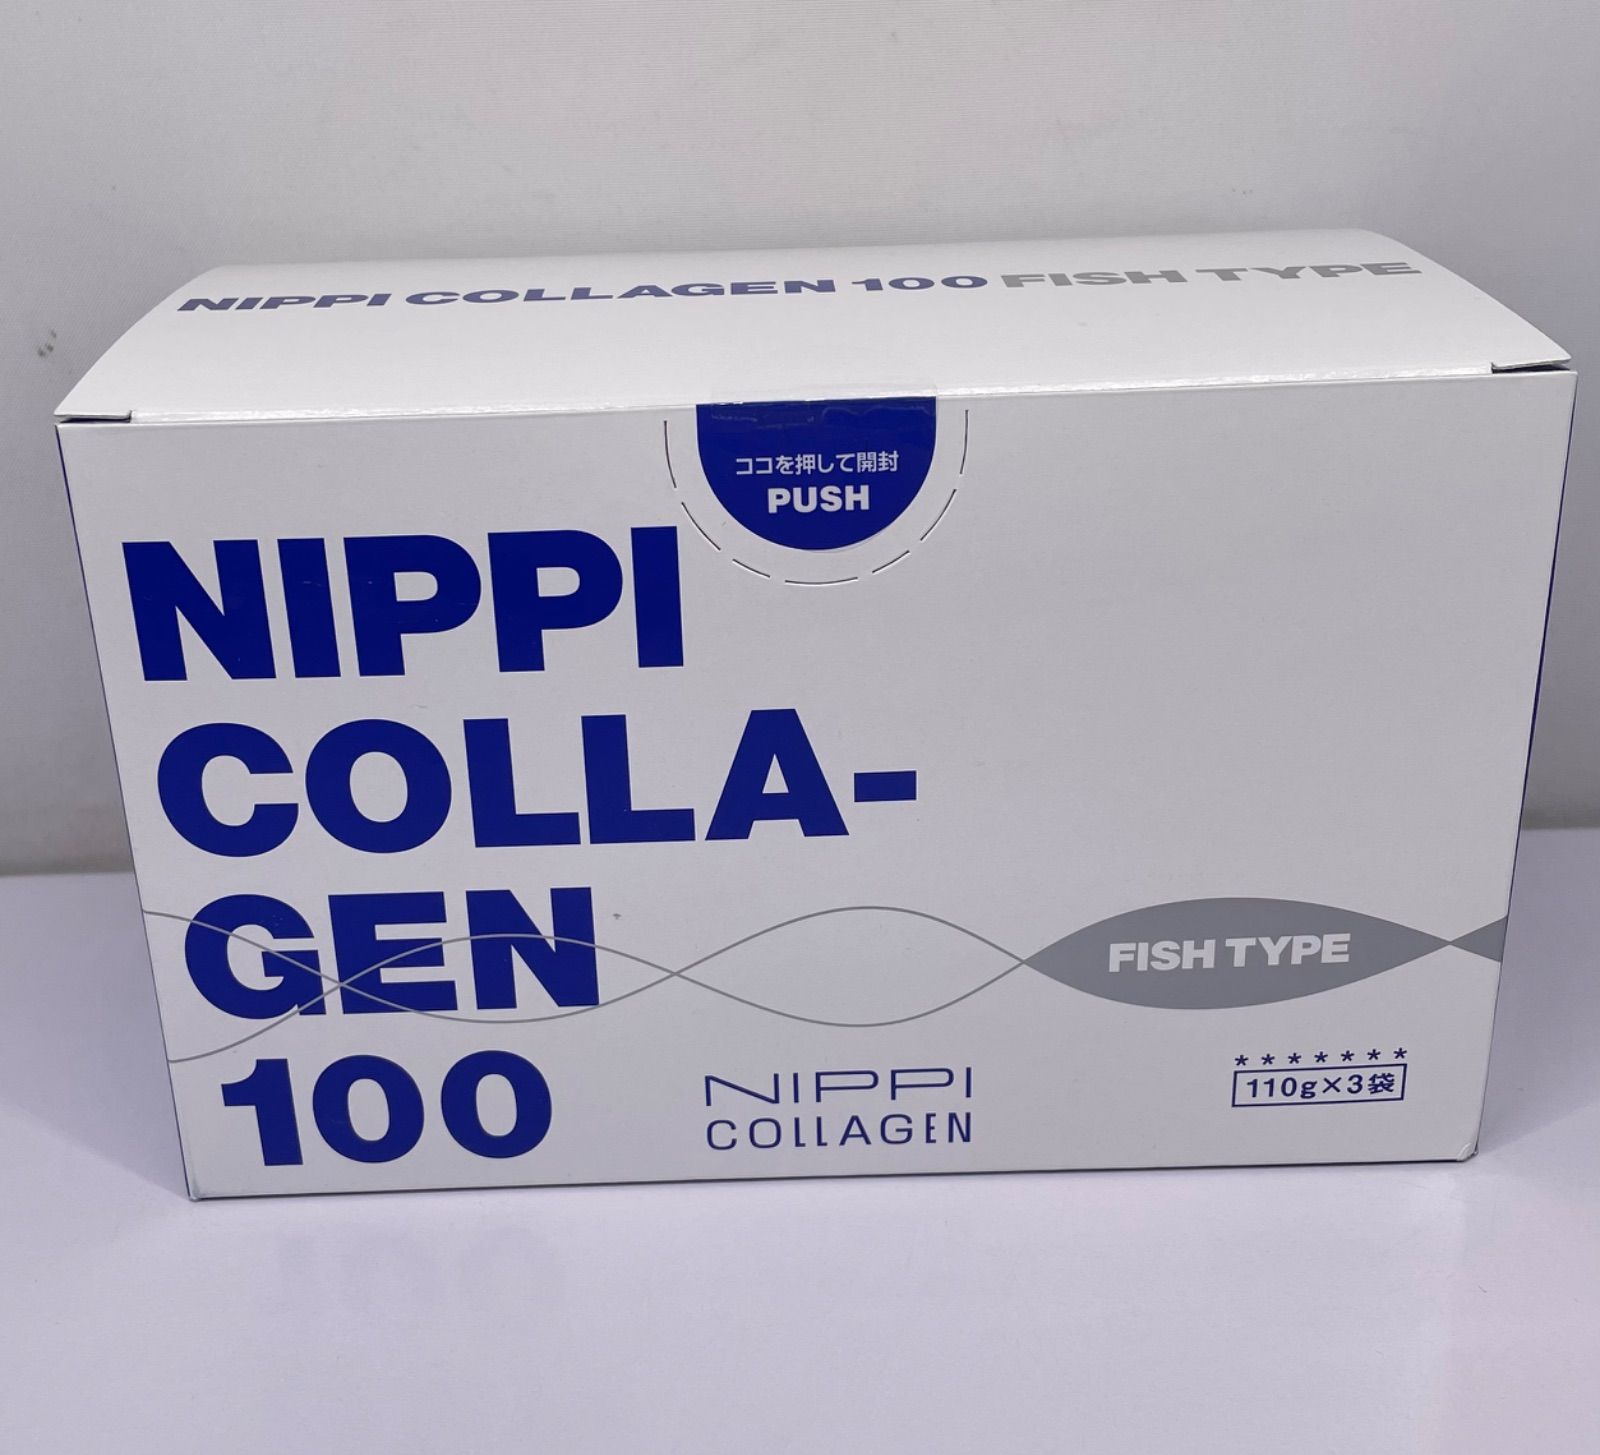 NIPPI COLLAGEN 100 FISH TYPE
ココを押して開封
PUSH
NIPPI
COLLA-
GEN
100
FISH TYPE
NIPPI
COLLAGEN
*******
110g×3袋